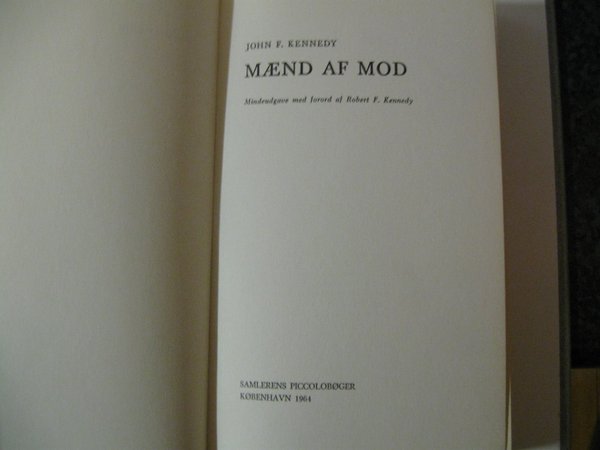 JOHN F. KENNEDY
MÆND AF MOD
Mindeudgave med forord af Robert F. Kennedy
SAMLERENS PICCOLOBØGER
KØBENHAVN 1964